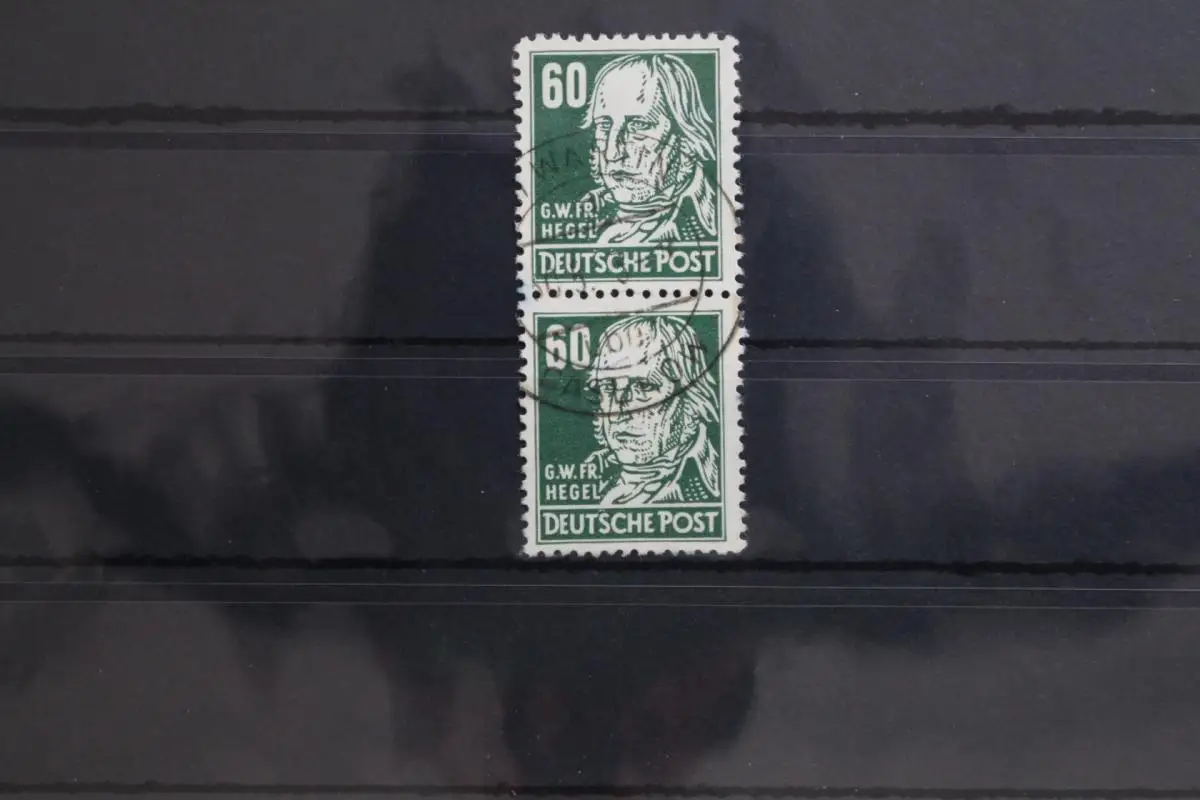 60
G.W.FR.
HEGEL
DEUTSCHE POST
60
G.W.FR.
HEGEL
DEUTSCHE POST